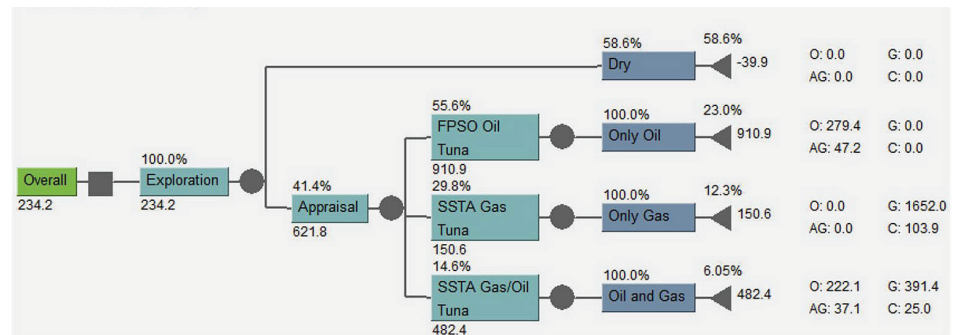 58.6%
Dry
58.6%
-39.9
O: 0.0 G: 0.0
AG: 0.0 C: 0.0
55.6%
FPSO Oil
Tuna
910.9
100.0%
Only Oil
23.0%
910.9
O: 279.4 G: 0.0
AG: 47.2 C: 0.0
Overall
234.2
100.0%
Exploration
234.2
41.4%
Appraisal
621.8
29.8%
SSTA Gas
Tuna
150.6
100.0%
Only Gas
12.3%
150.6
O: 0.0 G: 1652.0
AG: 0.0 C: 103.9
14.6%
SSTA Gas/Oil
Tuna
482.4
100.0%
Oil and Gas
6.05%
482.4
O: 222.1 G: 391.4
AG: 37.1 C: 25.0